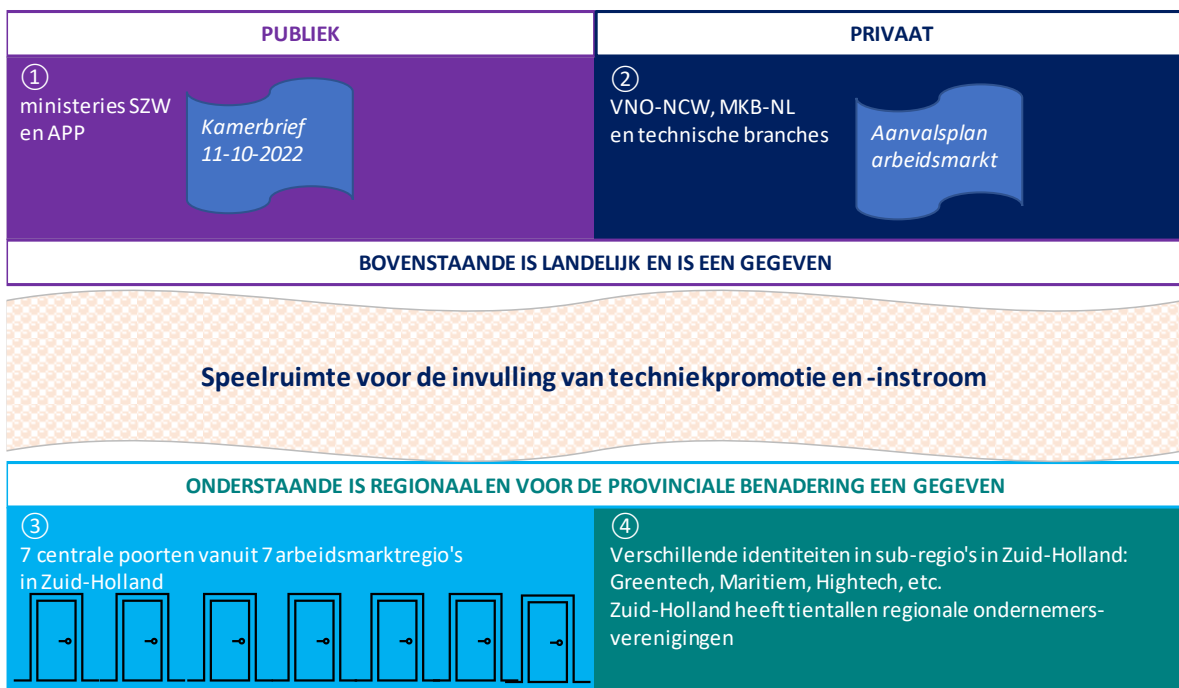 PUBLIEK
PRIVAAT
①
ministeries SZW
en APP
Kamerbrief
11-10-2022
②
VNO-NCW, MKB-NL
en technische branches
Aanvalsplan
arbeidsmarkt
BOVENSTAANDE IS LANDELIJK EN IS EEN GEGEVEN
Speelruimte voor de invulling van techniekpromotie en -instroom
ONDERSTAANDE IS REGIONAAL EN VOOR DE PROVINCIALE BENADERING EEN GEGEVEN
③
7 centrale poorten vanuit 7 arbeidsmarktregio's
in Zuid-Holland
④
Verschillende identiteiten in sub-regio's in Zuid-Holland:
Greentech, Maritiem, Hightech, etc.
Zuid-Holland heeft tientallen regionale ondernemers-
verenigingen